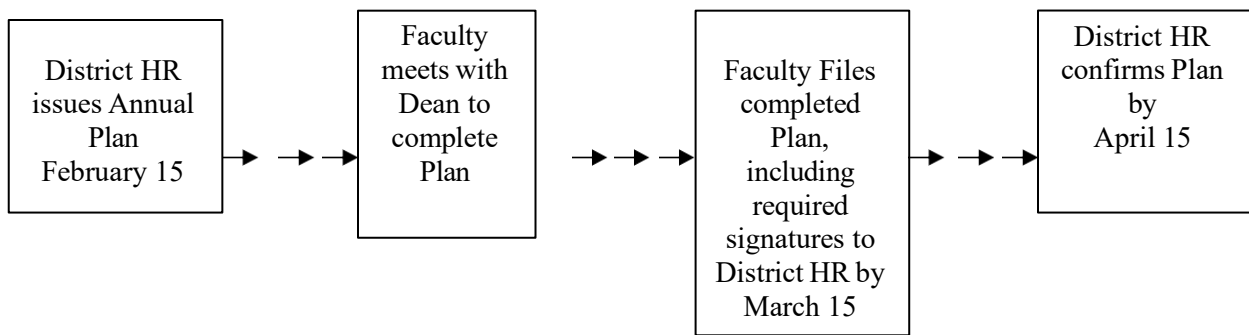 District HR
issues Annual
Plan
February 15
Faculty
meets with
Dean to
complete
Plan
Faculty Files
completed
Plan,
including
required
signatures to
District HR by
March 15
District HR
confirms Plan
by
April 15